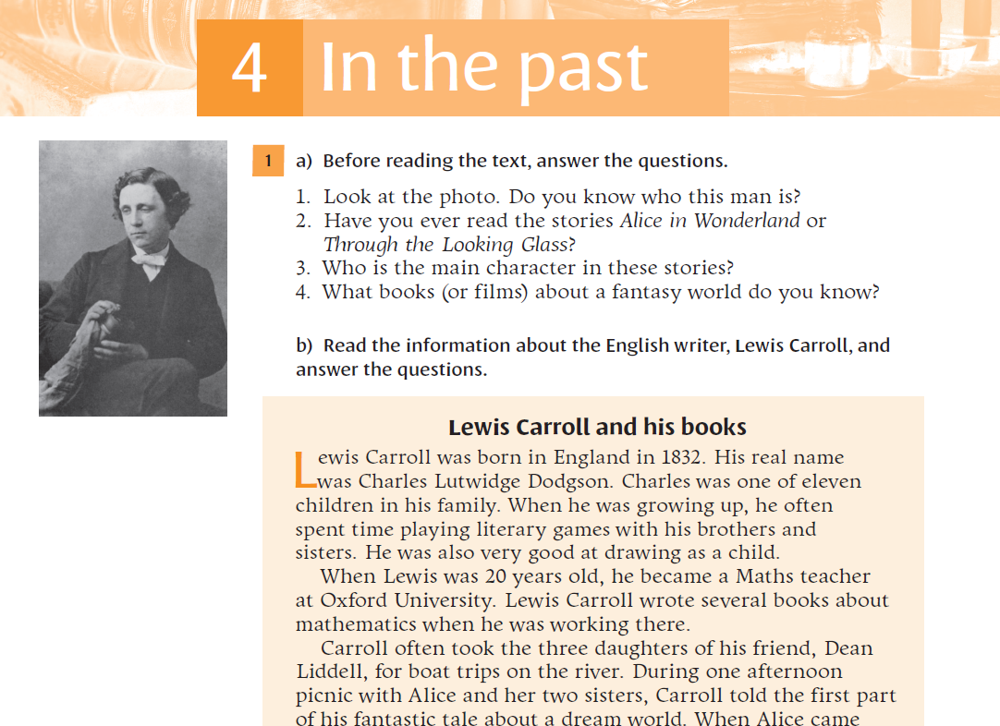 4 In the past
1 a) Before reading the text, answer the questions.
1. Look at the photo. Do you know who this man is?
2. Have you ever read the stories Alice in Wonderland or
Through the Looking Glass?
3. Who is the main character in these stories?
4. What books (or films) about a fantasy world do you know?
b) Read the information about the English writer, Lewis Carroll, and
answer the questions.
Lewis Carroll and his books
Lewis Carroll was born in England in 1832. His real name
was Charles Lutwidge Dodgson. Charles was one of eleven
children in his family. When he was growing up, he often
spent time playing literary games with his brothers and
sisters. He was also very good at drawing as a child.
When Lewis was 20 years old, he became a Maths teacher
at Oxford University. Lewis Carroll wrote several books about
mathematics when he was working there.
Carroll often took the three daughters of his friend, Dean
Liddell, for boat trips on the river. During one afternoon
picnic with Alice and her two sisters, Carroll told the first part
of his fantastic tale about a dream world. When Alice came